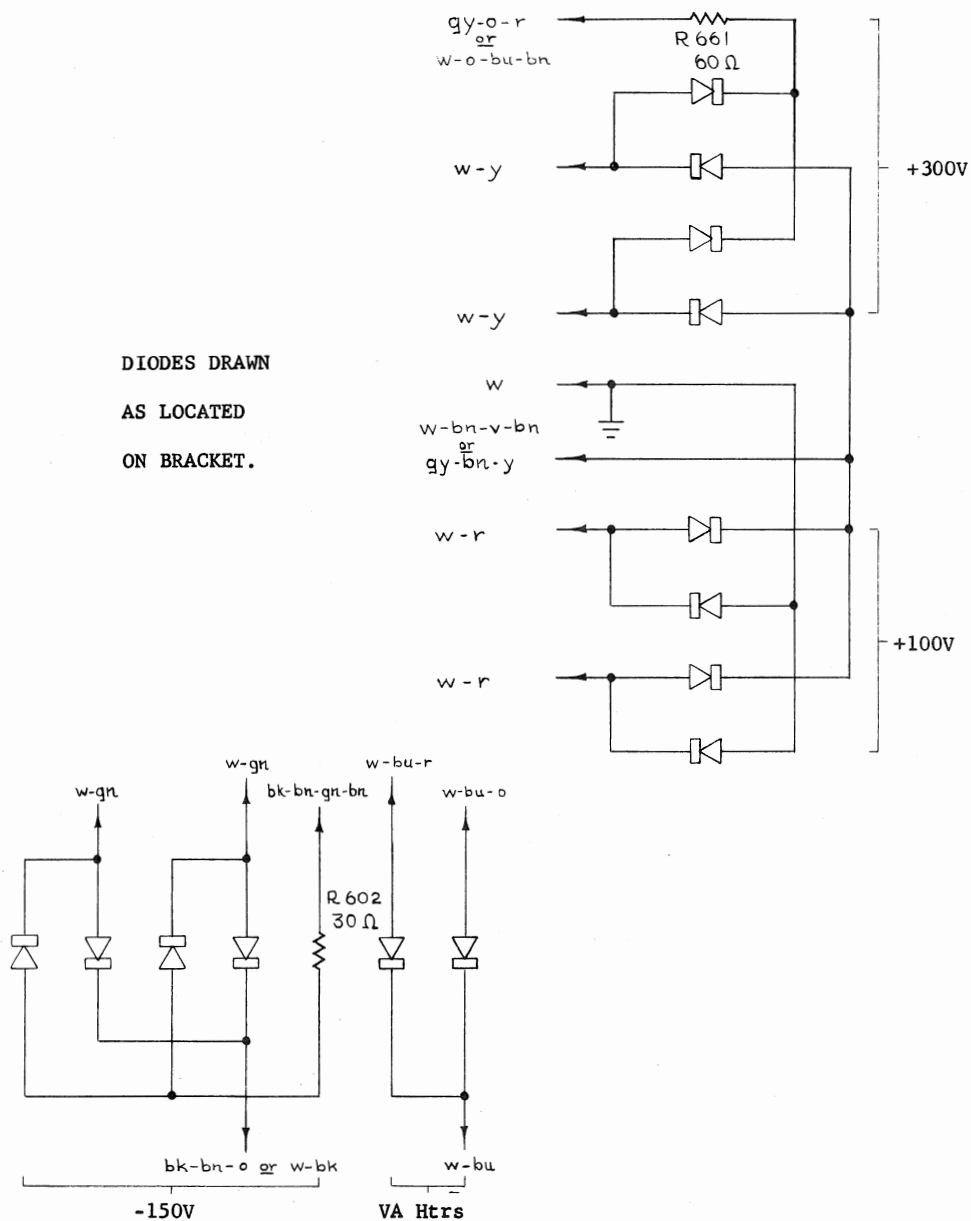 gy-o-r
or
w-o-bu-bn
R 661
60 Ω
w-y
+300V
w-y
DIODES DRAWN
AS LOCATED
ON BRACKET.
w
w-bn-v-bn
or
gy-bn-y
w-r
+100V
w-r
w-gn
w-gn
bk-bn-gn-bn
w-bu-r
w-bu-o
R 602
30 Ω
bk-bn-o or w-bk
w-bu
-150V
VA Htrs